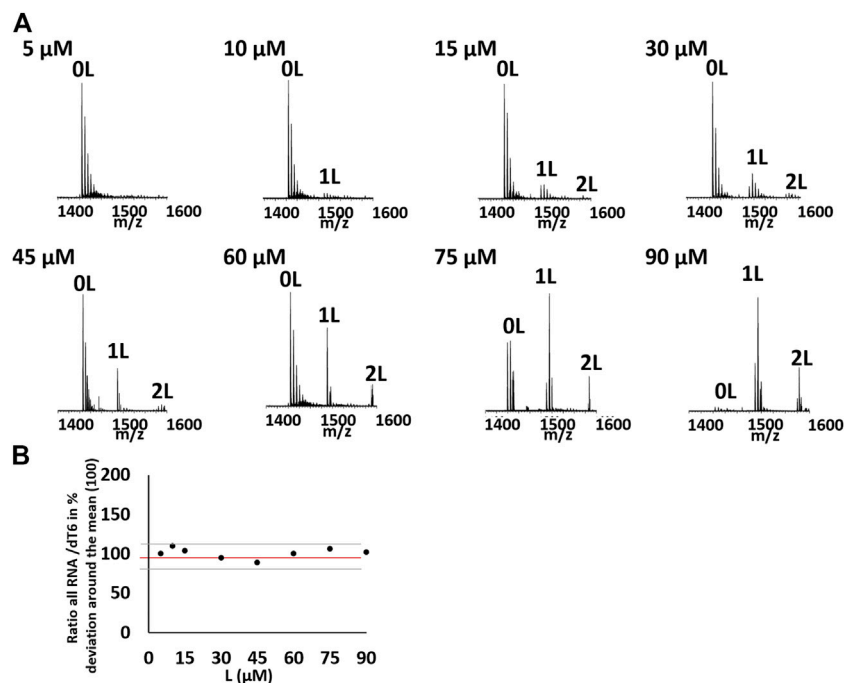 A
5 µM
10 µM
15 µM
30 µM
0L
0L
1L
0L
1L
2L
0L
1L
2L
1400 1500 1600
m/z
1400 1500 1600
m/z
1400 1500 1600
m/z
1400 1500 1600
m/z
45 µM
60 µM
75 µM
90 µM
0L
1L
2L
0L
1L
2L
0L
1L
2L
0L
1L
2L
1400 1500 1600
m/z
1400 1500 1600
m/z
1400 1500 1600
m/z
1400 1500 1600
m/z
B
Ratio all RNA /dT6 in %
deviation around the mean (100)
200
150
100
50
0
0 15 30 45 60 75 90
L (µM)